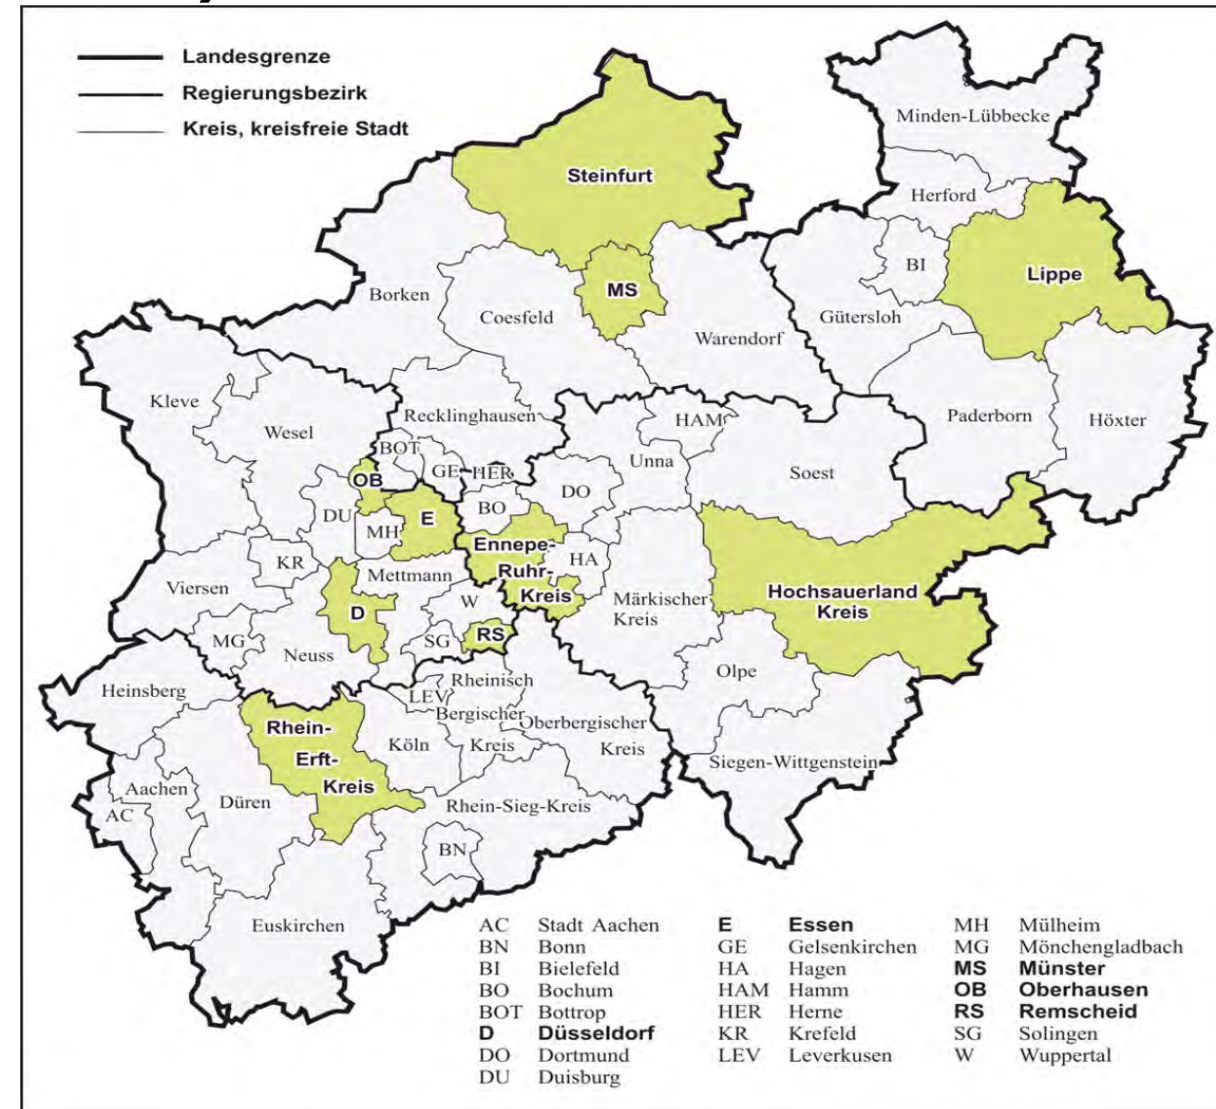 Landesgrenze
Regierungsbezirk
Kreis, kreisfreie Stadt
Minden-Lübbecke
Steinfurt
Herford
BI
Lippe
MS
Borken
Coesfeld
Gütersloh
Warendorf
Kleve
Wesel
Recklinghausen
HAM
Paderborn
Höxter
BOT
Unna
GE
HER
Soest
OB
DO
BO
DU
E
MH
Ennepe-
Ruhr-
Kreis
HA
KR
Mettmann
Viersen
W
Hochsauerland
Kreis
Märkischer
Kreis
D
MG
SG
RS
Neuss
Olpe
Heinsberg
LEV
Rheinisch
Bergischer
Kreis
Oberbergischer
Kreis
Rhein-
Erft-
Kreis
Köln
Siegen-Wittgenstein
Aachen
AC
Düren
Rhein-Sieg-Kreis
BN
Euskirchen
AC Stadt Aachen
BN Bonn
BI Bielefeld
BO Bochum
BOT Bottrop
D Düsseldorf
DO Dortmund
DU Duisburg
E Essen
GE Gelsenkirchen
HA Hagen
HAM Hamm
HER Herne
KR Krefeld
LEV Leverkusen
MH Mülheim
MG Mönchengladbach
MS Münster
OB Oberhausen
RS Remscheid
SG Solingen
W Wuppertal